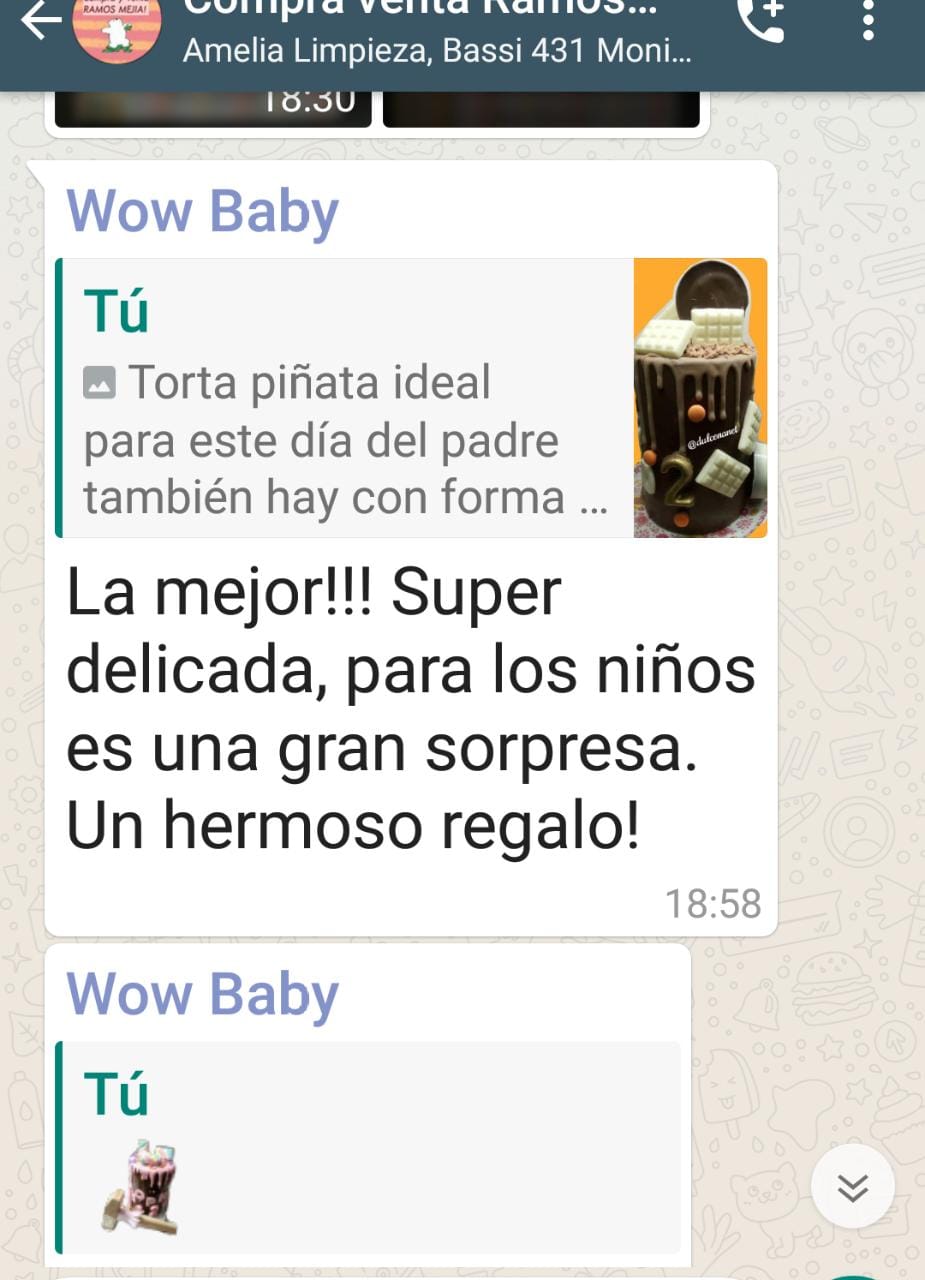 RAMOS MEJIA!
Compra venta Ramos...
Amelia Limpieza, Bassi 431 Moni...
18:30
Wow Baby
Tú
Torta piñata ideal
para este día del padre
también hay con forma ...
@dulcenanet
2
La mejor!!! Super
delicada, para los niños
es una gran sorpresa.
Un hermoso regalo!
18:58
Wow Baby
Tú